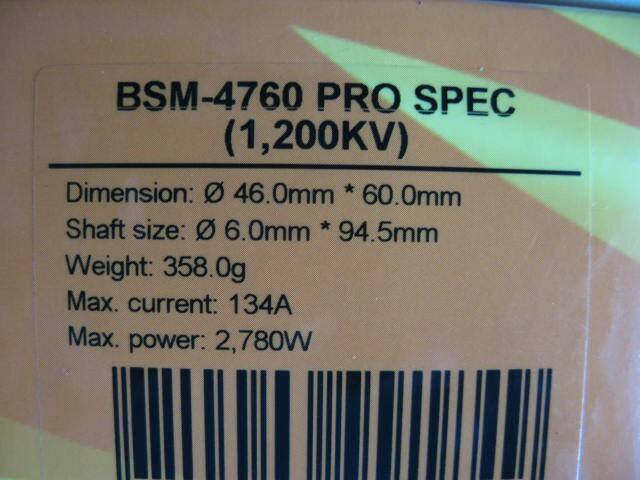 BSM-4760 PRO SPEC
(1,200KV)
Dimension: Ø 46.0mm * 60.0mm
Shaft size: Ø 6.0mm * 94.5mm
Weight: 358.0g
Max. current: 134A
Max. power: 2,780W